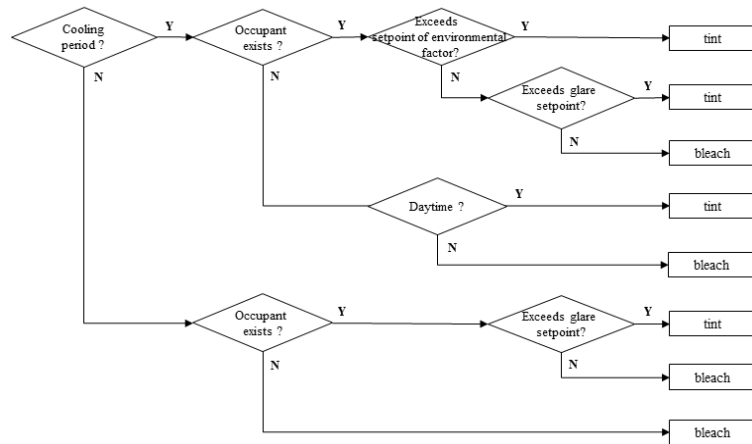 Cooling
period ?
Y
Occupant
exists ?
Y
Exceeds
setpoint of environmental
factor?
Y
tint
N
N
N
Exceeds glare
setpoint?
Y
tint
N
bleach
Daytime ?
Y
tint
N
bleach
Occupant
exists ?
Y
Exceeds glare
setpoint?
Y
tint
N
N
bleach
bleach